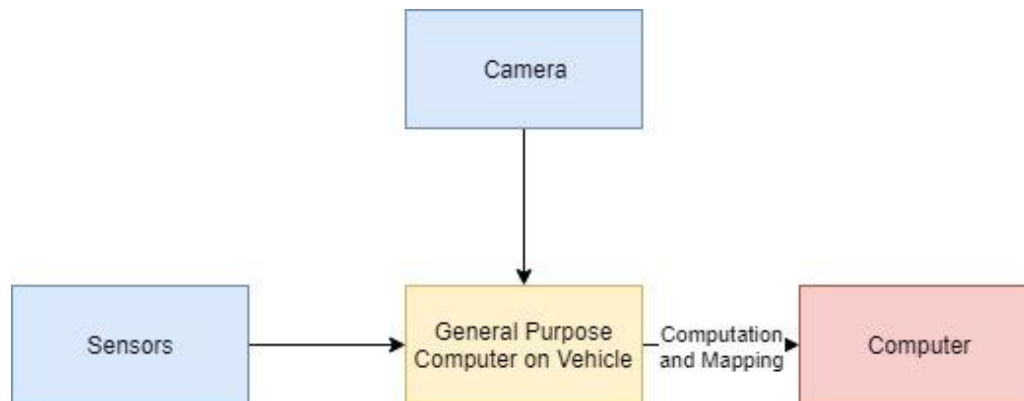 Camera
Sensors
General Purpose
Computer on Vehicle
Computation
and Mapping
Computer